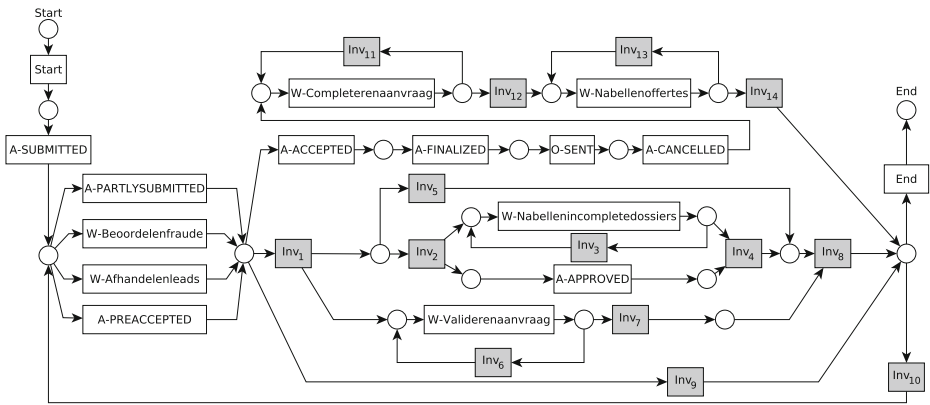 Start
Start
A-SUBMITTED
Inv11
Inv13
W-Completerenaanvraag
Inv12
W-Nabellenoffertes
Inv14
End
A-ACCEPTED
A-FINALIZED
O-SENT
A-CANCELLED
End
A-PARTLYSUBMITTED
Inv5
W-Beoordelenfraude
W-Nabellenincompletedossiers
Inv1
Inv2
Inv3
Inv4
Inv8
W-Afhandelenleads
A-APPROVED
A-PREACCEPTED
W-Validerenaanvraag
Inv7
Inv6
Inv9
Inv10